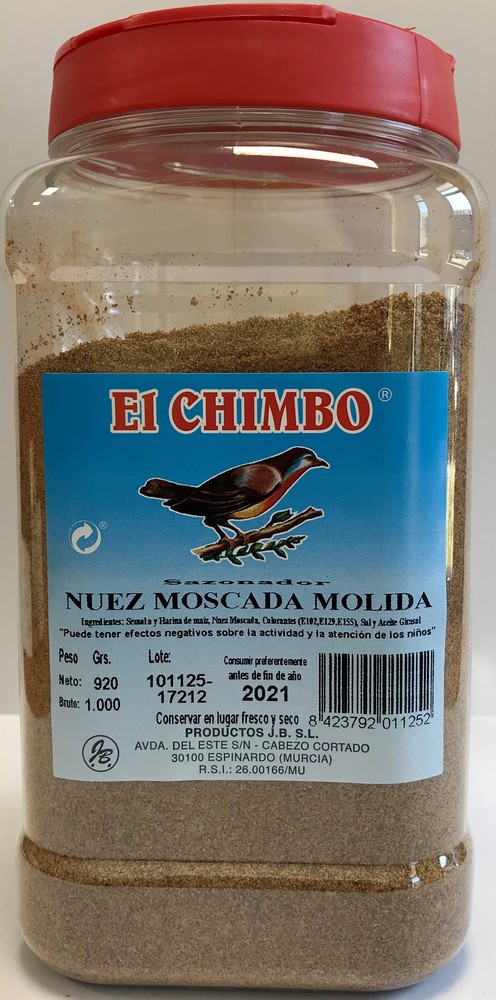 El CHIMBO®
®
Sazonador
NUEZ MOSCADA MOLIDA
Ingredientes: Semola y Harina de maíz, Nuez Moscada, Colorantes (E102,E129,E155), Sal y Aceite Girasol
"Puede tener efectos negativos sobre la actividad y la atención de los niños"
Peso Grs.
Neto: 920
Bruto: 1.000
Lote:
101125-
17212
Consumir preferentemente
antes de fin de año
2021
Conservar en lugar fresco y seco
8 423792 011252
J.B.
PRODUCTOS J.B. S.L.
AVDA. DEL ESTE S/N - CABEZO CORTADO
30100 ESPINARDO (MURCIA)
R.S.I.: 26.00166/MU